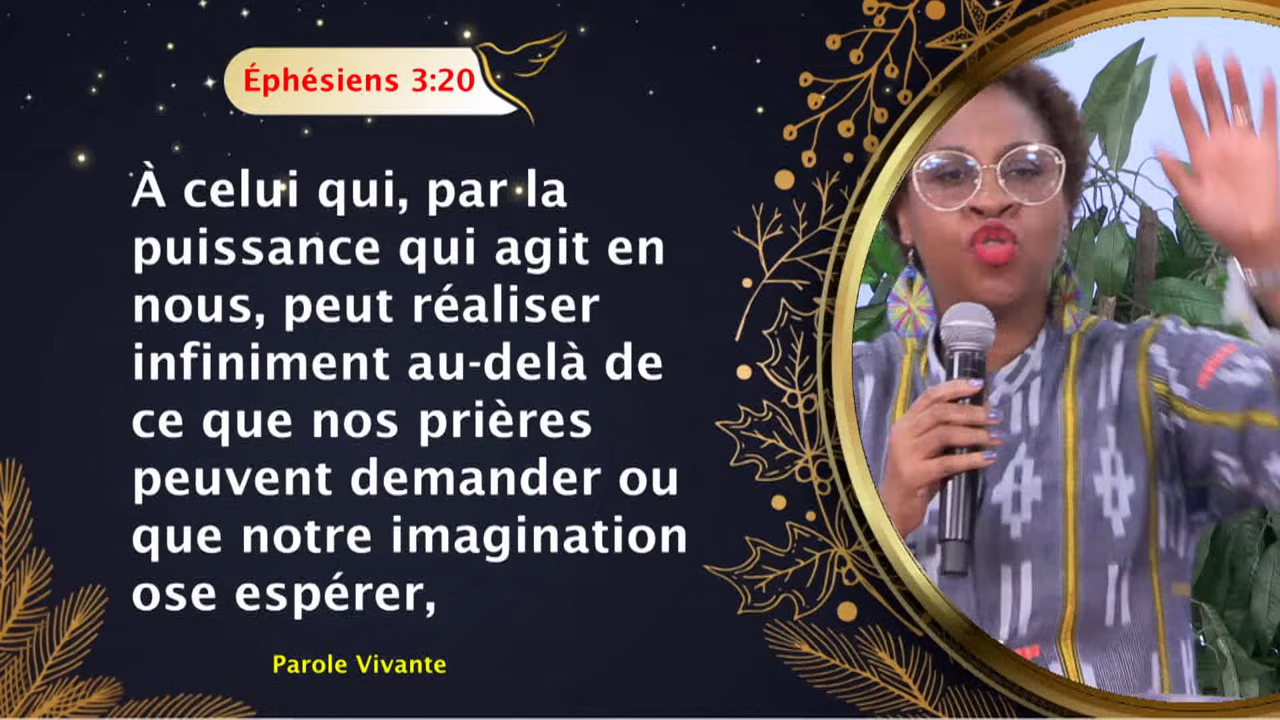 Éphésiens 3:20
À celui qui, par la
puissance qui agit en
nous, peut réaliser
infiniment au-delà de
ce que nos prières
peuvent demander ou
que notre imagination
ose espérer,
Parole Vivante